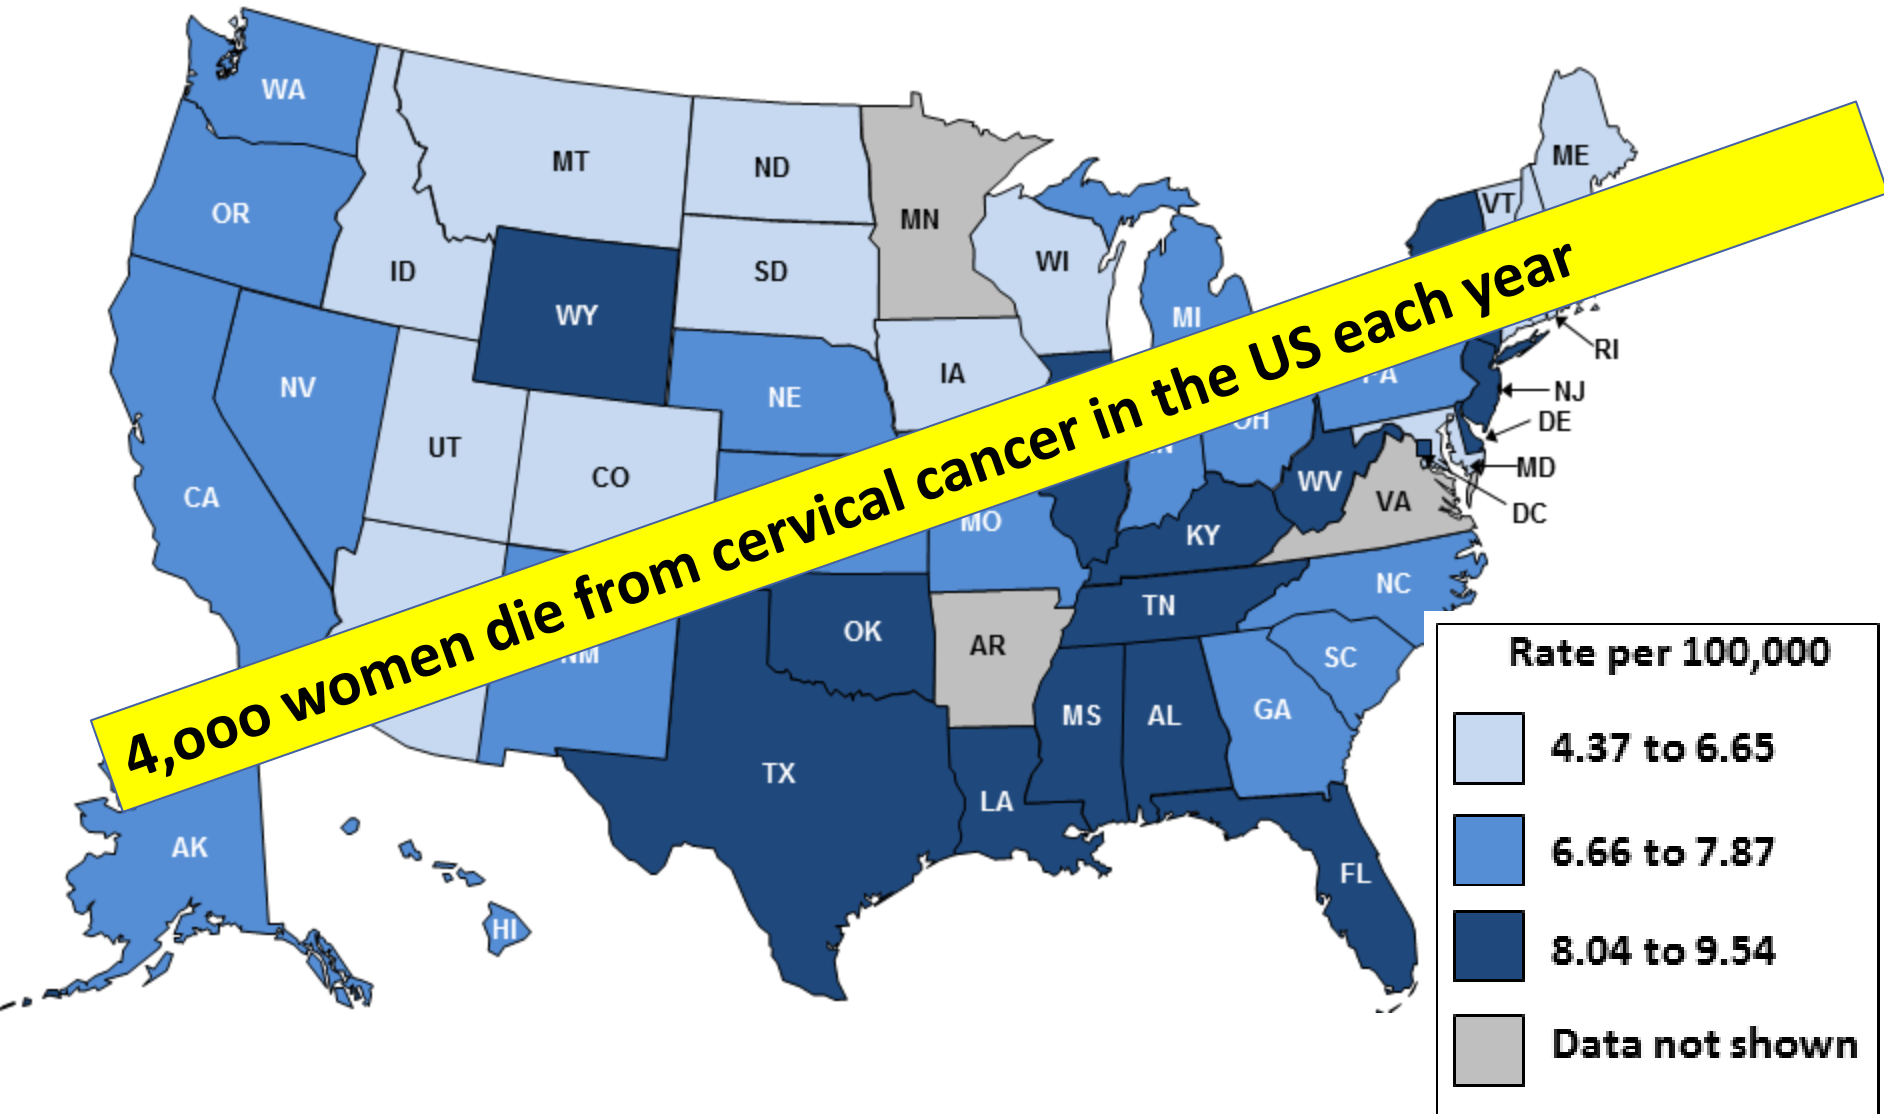 WA
MT
ND
ME
OR
MN
VT
ID
SD
WI
WY
MI
4,ooo women die from cervical cancer in the US each year
RI
NV
NE
IA
PA
NJ
DE
UT
CO
OH
MD
CA
WV
VA
DC
MO
KY
NC
TN
OK
AR
NM
SC
MS
AL
GA
TX
LA
AK
FL
HI
Rate per 100,000
4.37 to 6.65
6.66 to 7.87
8.04 to 9.54
Data not shown